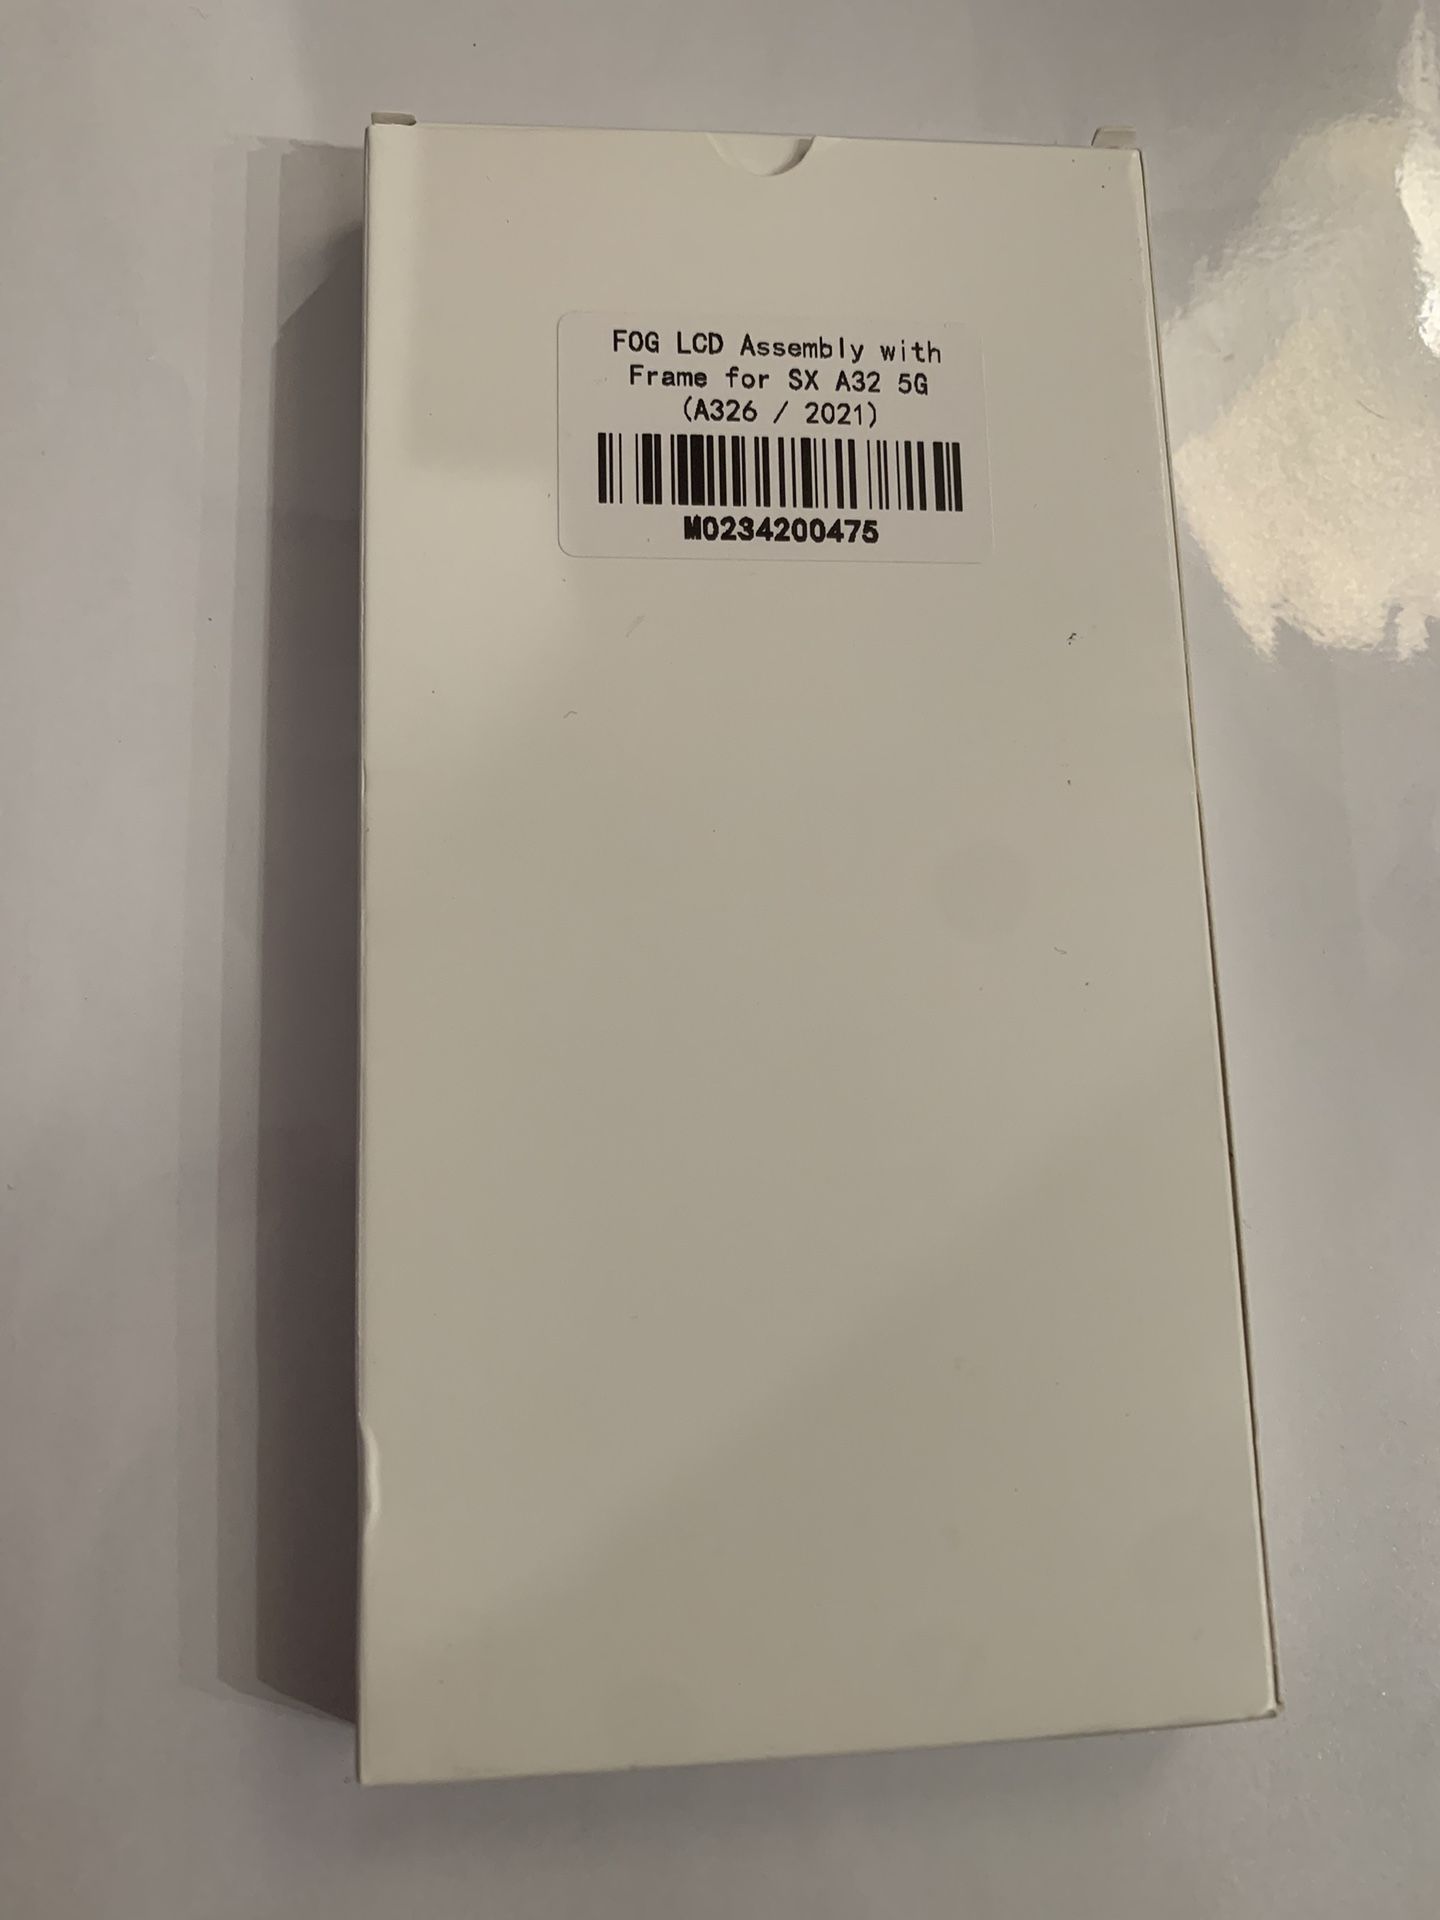 FOG LCD Assembly with
Frame for SX A32 5G
(A326 / 2021)
M0234200475